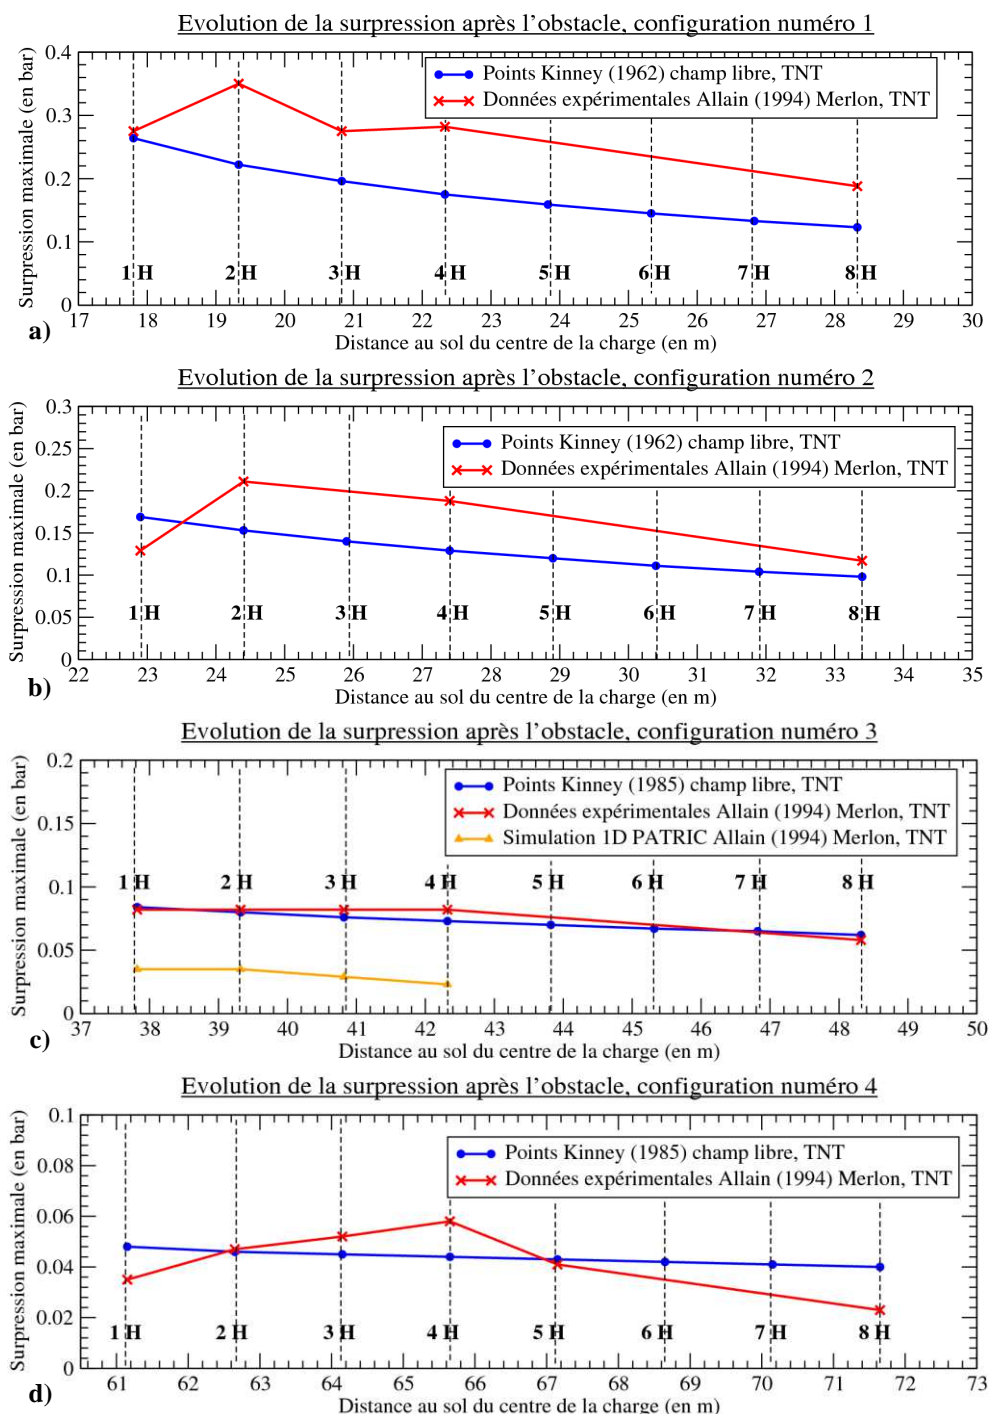 Evolution de la surpression après l'obstacle, configuration numéro 1
Surpression maximale (en bar)
0.4
0.3
0.2
0.1
0
Points Kinney (1962) champ libre, TNT
Données expérimentales Allain (1994) Merlon, TNT
1 H 2 H 3 H 4 H 5 H 6 H 7 H 8 H
17 18 19 20 21 22 23 24 25 26 27 28 29 30
a)
Distance au sol du centre de la charge (en m)
Evolution de la surpression après l'obstacle, configuration numéro 2
Surpression maximale (en bar)
0.3
0.25
0.2
0.15
0.1
0.05
0
Points Kinney (1962) champ libre, TNT
Données expérimentales Allain (1994) Merlon, TNT
1 H 2 H 3 H 4 H 5 H 6 H 7 H 8 H
22 23 24 25 26 27 28 29 30 31 32 33 34 35
b)
Distance au sol du centre de la charge (en m)
Evolution de la surpression après l'obstacle, configuration numéro 3
Surpression maximale (en bar)
0.2
0.15
0.1
0.05
0
Points Kinney (1985) champ libre, TNT
Données expérimentales Allain (1994) Merlon, TNT
Simulation 1D PATRIC Allain (1994) Merlon, TNT
1 H 2 H 3 H 4 H 5 H 6 H 7 H 8 H
37 38 39 40 41 42 43 44 45 46 47 48 49 50
c)
Distance au sol du centre de la charge (en m)
Evolution de la surpression après l'obstacle, configuration numéro 4
Surpression maximale (en bar)
0.1
0.08
0.06
0.04
0.02
0
Points Kinney (1985) champ libre, TNT
Données expérimentales Allain (1994) Merlon, TNT
1 H 2 H 3 H 4 H 5 H 6 H 7 H 8 H
61 62 63 64 65 66 67 68 69 70 71 72 73
d)
Distance au sol du centre de la charge (en m)